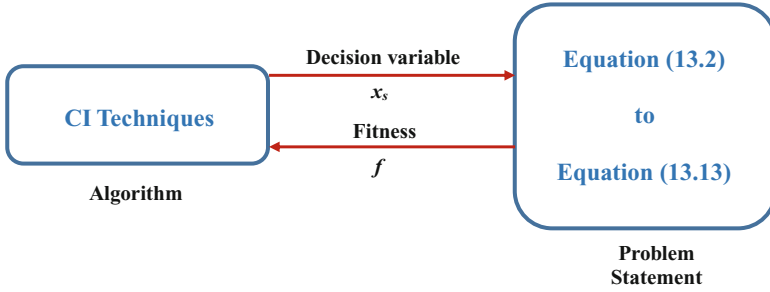 CI Techniques
Algorithm
Decision variable
xₛ
Fitness
f
Equation (13.2)
to
Equation (13.13)
Problem
Statement